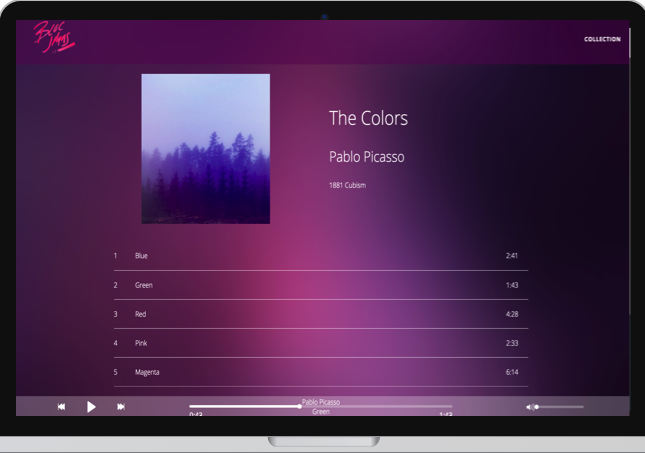 BLOC
JAMS
COLLECTION
The Colors
Pablo Picasso
1881 Cubism
1 Blue 2:41
2 Green 1:43
3 Red 4:28
4 Pink 2:33
5 Magenta 6:14
Pablo Picasso
0:43 Green 1:43